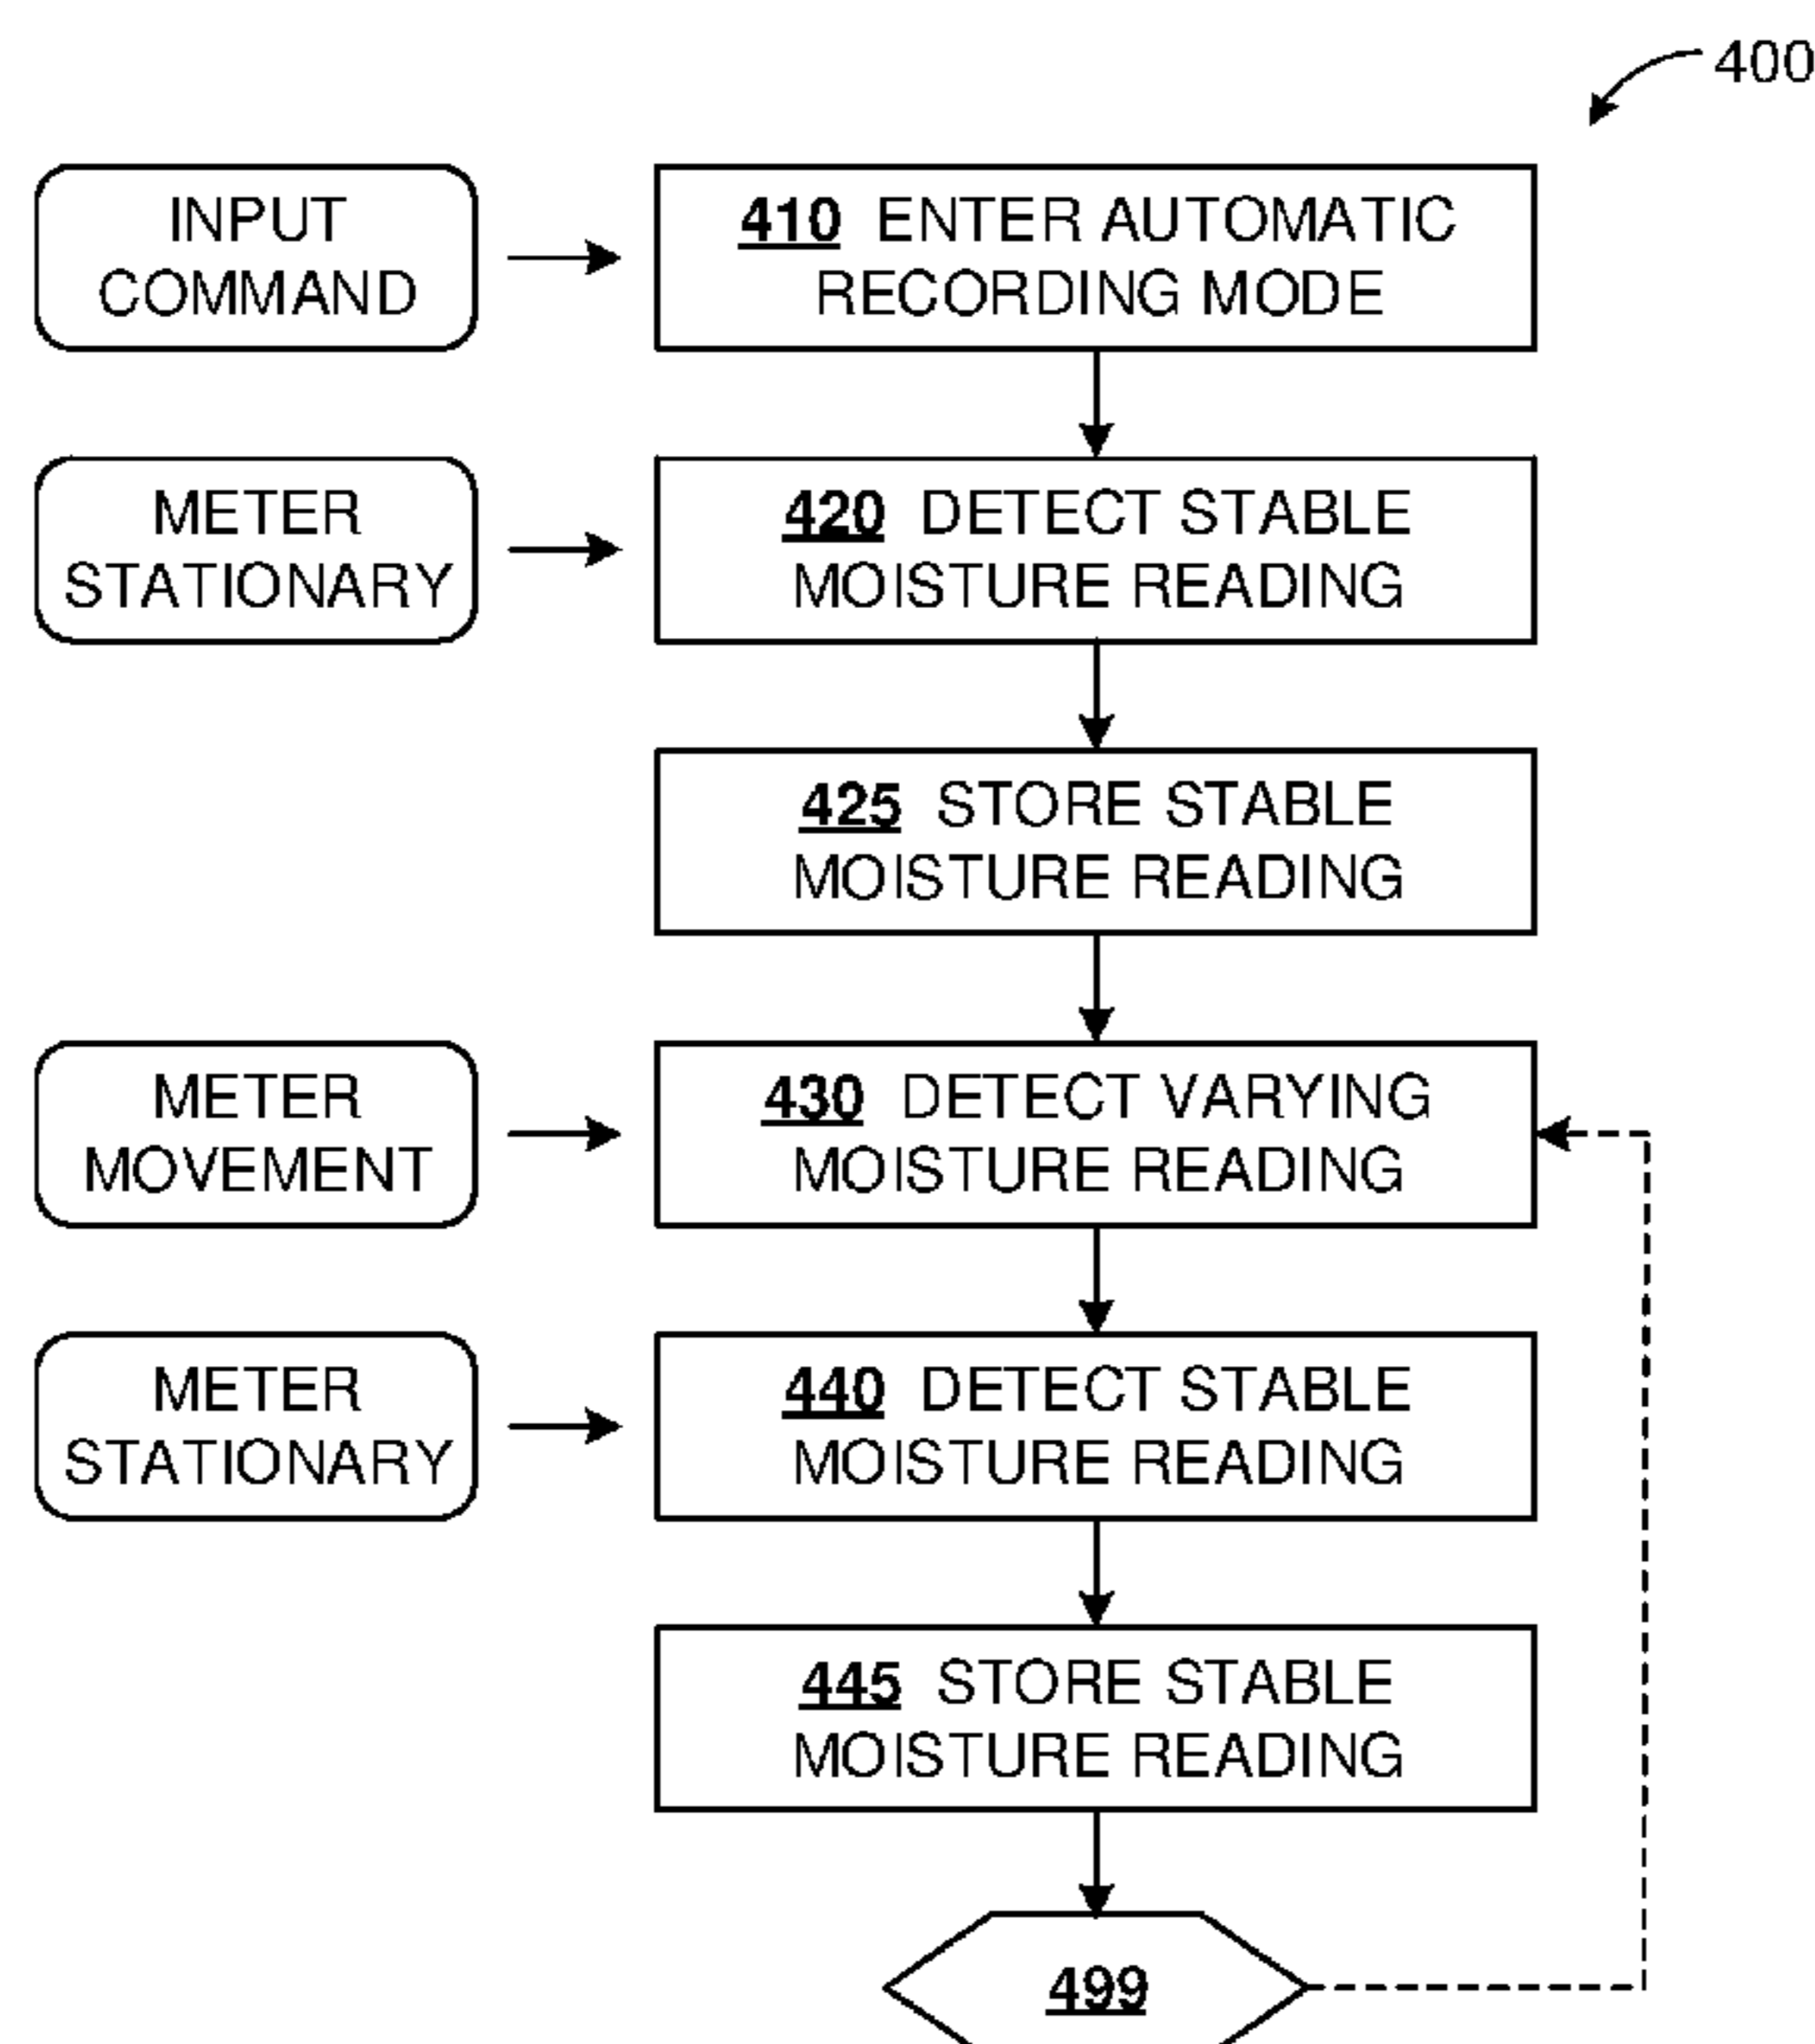 400
INPUT
COMMAND
410 ENTER AUTOMATIC
RECORDING MODE
METER
STATIONARY
420 DETECT STABLE
MOISTURE READING
425 STORE STABLE
MOISTURE READING
METER
MOVEMENT
430 DETECT VARYING
MOISTURE READING
METER
STATIONARY
440 DETECT STABLE
MOISTURE READING
445 STORE STABLE
MOISTURE READING
499